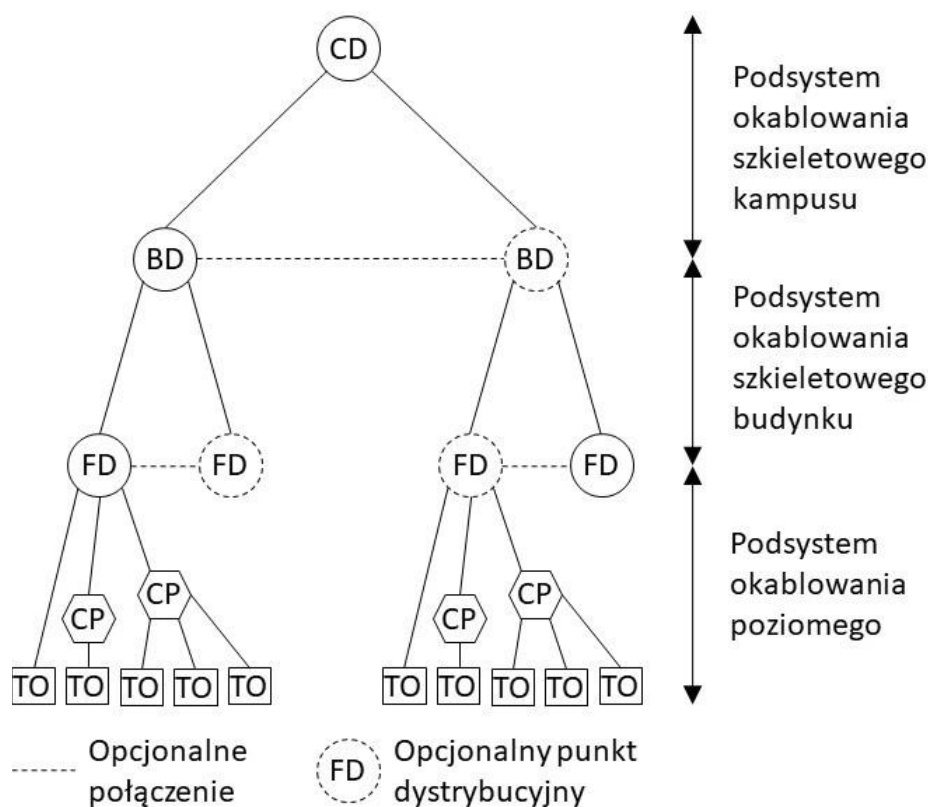 CD
Podsystem
okablowania
szkieletowego
kampusu
BD
BD
Podsystem
okablowania
szkieletowego
budynku
FD
FD
FD
FD
Podsystem
okablowania
poziomego
CP
CP
CP
CP
TO TO TO TO TO
TO TO TO TO TO
Opcjonalne
połączenie
FD
Opcjonalny punkt
dystrybucyjny